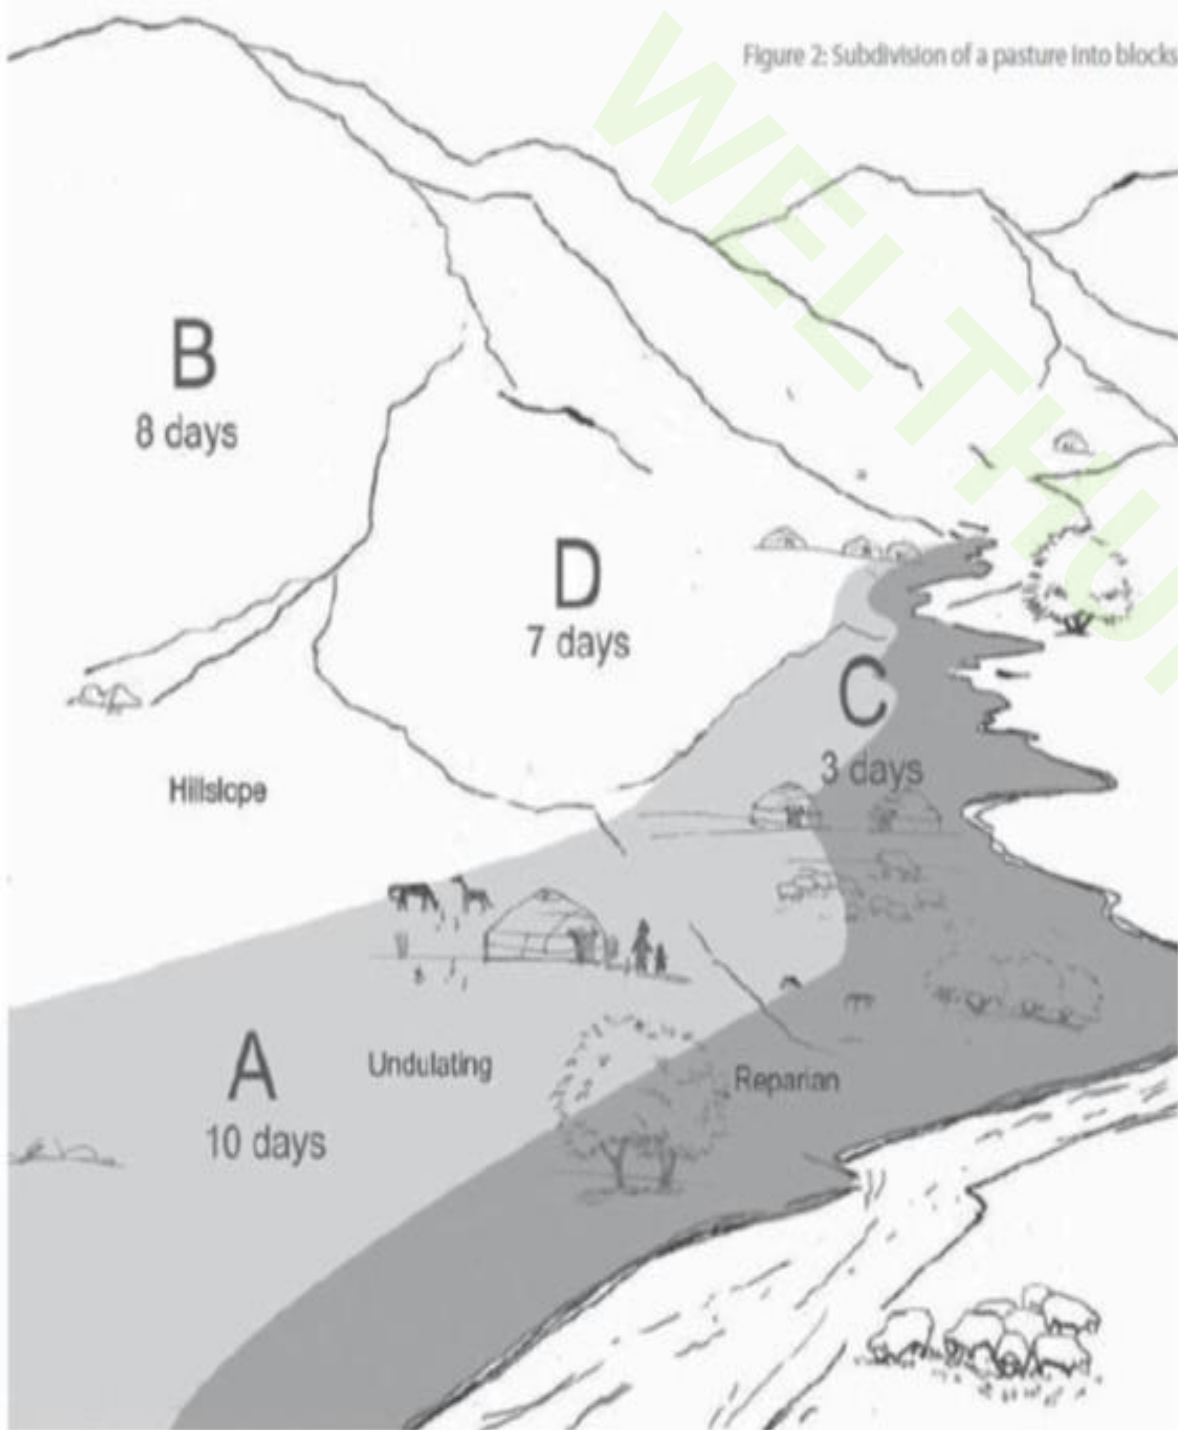 Figure 2: Subdivision of a pasture into blocks
B
8 days
D
7 days
C
3 days
Hillslope
A
10 days
Undulating
Reparian